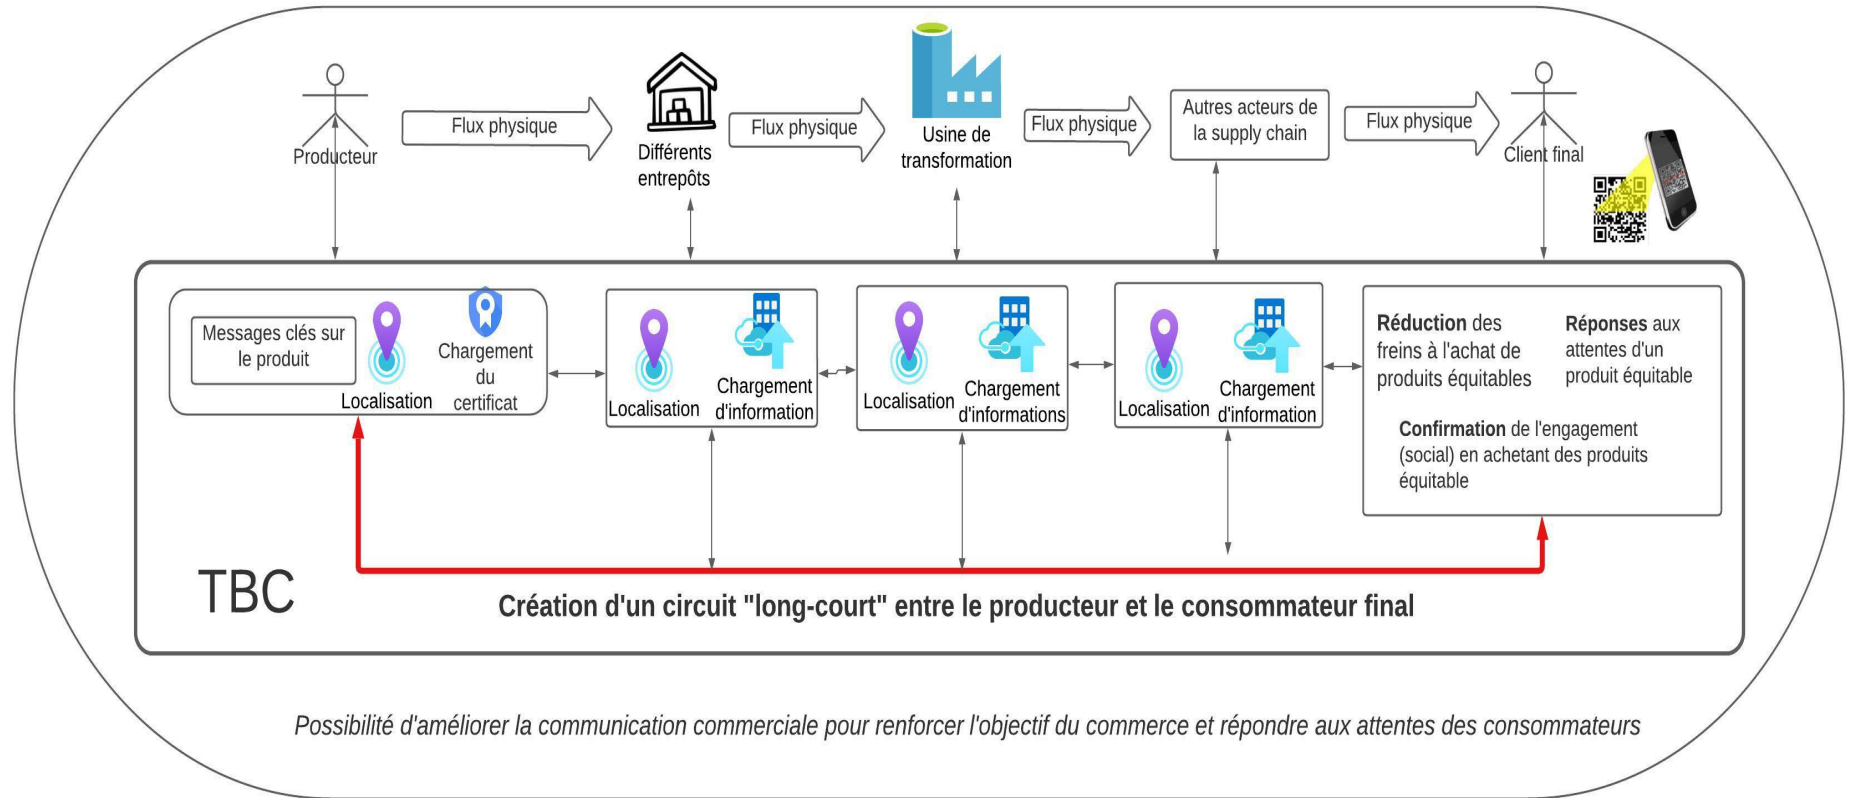 Producteur
Flux physique
Différents
entrepôts
Flux physique
Usine de
transformation
Flux physique
Autres acteurs de
la supply chain
Flux physique
Client final
Messages clés sur
le produit
Localisation
Chargement
du
certificat
Localisation
Chargement
d'information
Localisation
Chargement
d'informations
Localisation
Chargement
d'information
Réduction des
freins à l'achat de
produits équitables
Réponses aux
attentes d'un
produit équitable
Confirmation de l'engagement
(social) en achetant des produits
équitable
TBC
Création d'un circuit "long-court" entre le producteur et le consommateur final
Possibilité d'améliorer la communication commerciale pour renforcer l'objectif du commerce et répondre aux attentes des consommateurs